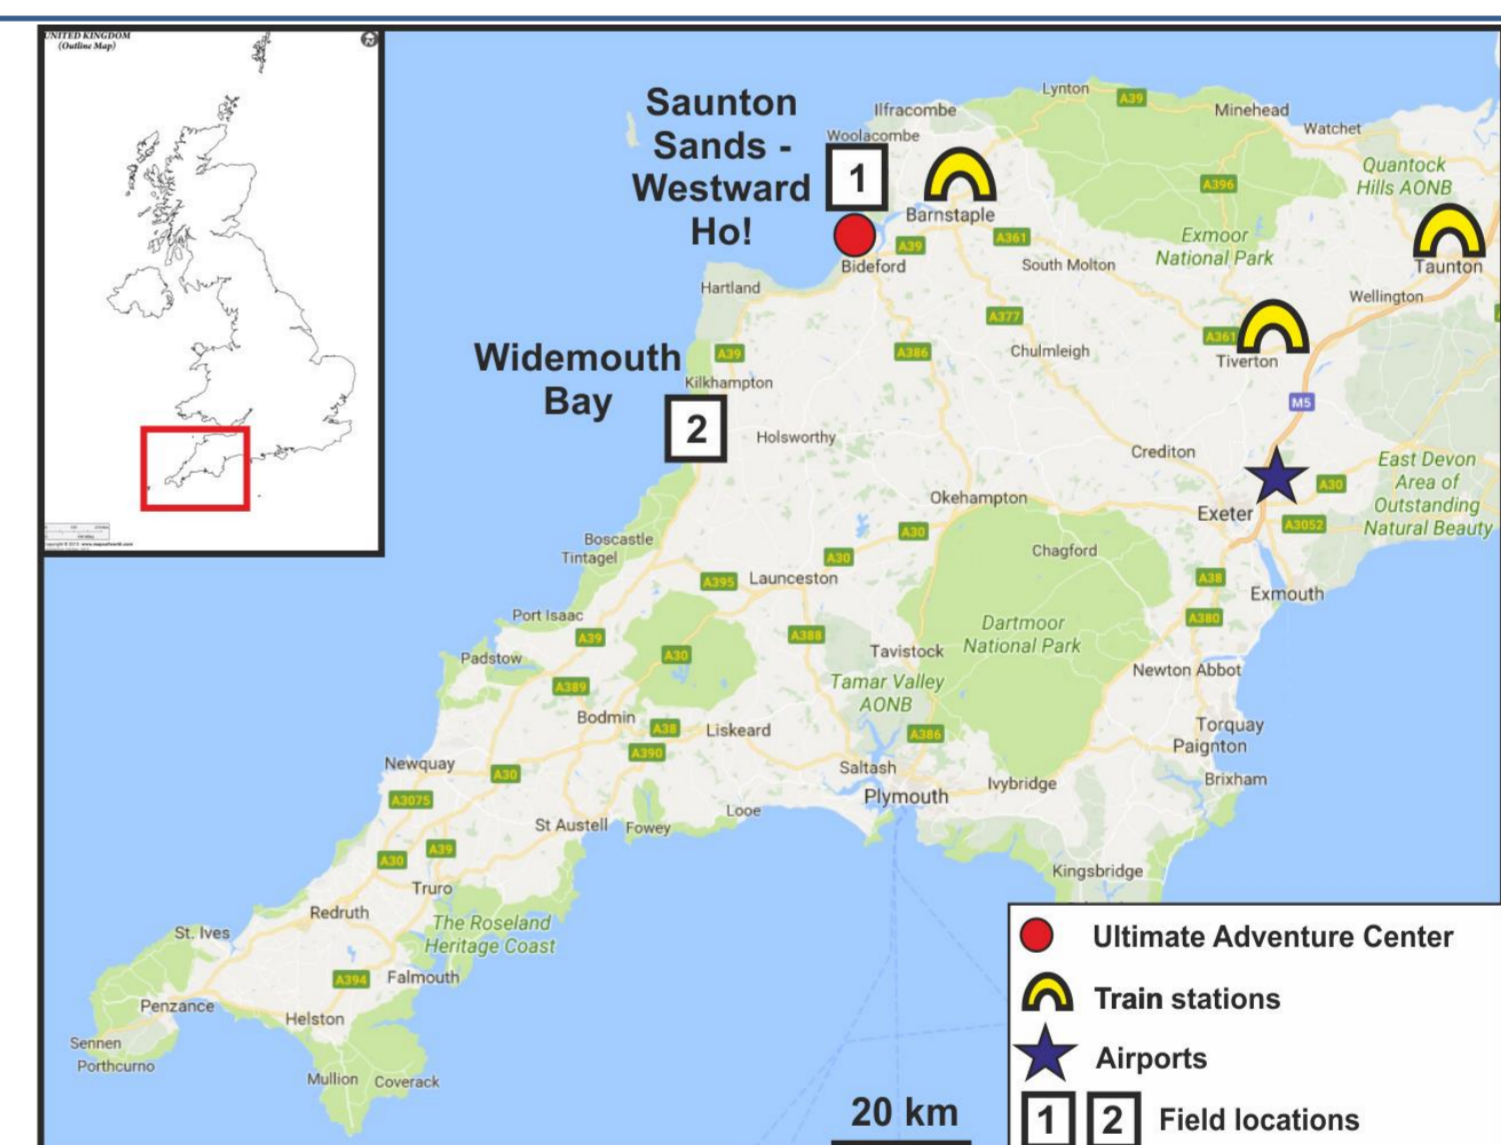 UNITED KINGDOM
(Outline Map)
Saunton
Sands -
Westward
Ho!
1
Widemouth
Bay
2
Lynton
A39
Ilfracombe
Minehead
Woolacombe
Watchet
Quantock
Hills AONB
A396
Barnstaple
Exmoor
National Park
A39
A361
Bideford
South Molton
Taunton
Hartland
Wellington
A377
A361
A39
A386
Chulmleigh
Tiverton
Kilkhampton
M5
Holsworthy
Crediton
East Devon
Area of
Outstanding
Natural Beauty
A30
Okehampton
Exeter
A3052
A30
Boscastle
Tintagel
A30
Chagford
A395
Launceston
A38
Exmouth
Port Isaac
A380
A39
A388
Dartmoor
National Park
A30
Tavistock
Padstow
Newton Abbot
A389
Tamar Valley
AONB
Bodmin
A38
Liskeard
A386
Torquay
Paignton
A390
Newquay
A30
Saltash
Ivybridge
Brixham
A3075
Plymouth
Looe
St Austell
Fowey
A39
A30
Kingsbridge
Truro
Redruth
The Roseland
Heritage Coast
St. Ives
A394
Falmouth
Penzance
Helston
Sennen
Porthcurno
Mullion
Coverack
20 km
Ultimate Adventure Center
Train stations
Airports
1 2 Field locations